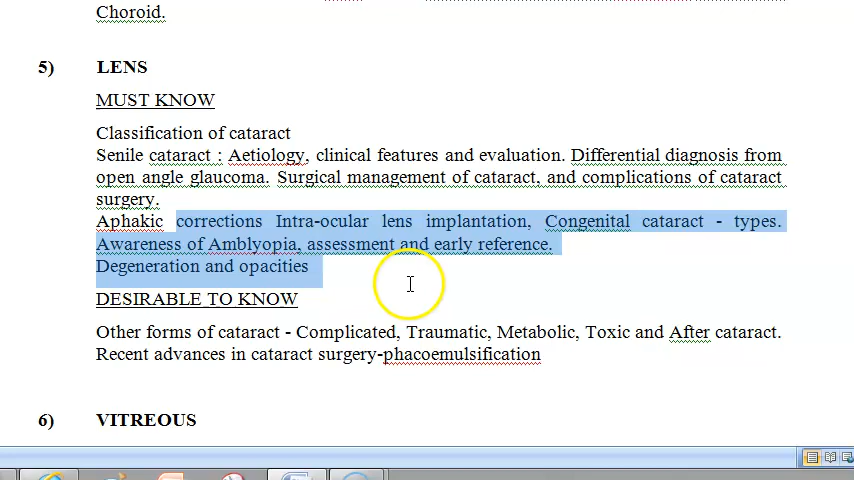 Choroid.
5) LENS
MUST KNOW
Classification of cataract
Senile cataract : Aetiology, clinical features and evaluation. Differential diagnosis from
open angle glaucoma. Surgical management of cataract, and complications of cataract
surgery.
Aphakic corrections Intra-ocular lens implantation, Congenital cataract - types.
Awareness of Amblyopia, assessment and early reference.
Degeneration and opacities
DESIRABLE TO KNOW
Other forms of cataract - Complicated, Traumatic, Metabolic, Toxic and After cataract.
Recent advances in cataract surgery-phacoemulsification
6) VITREOUS